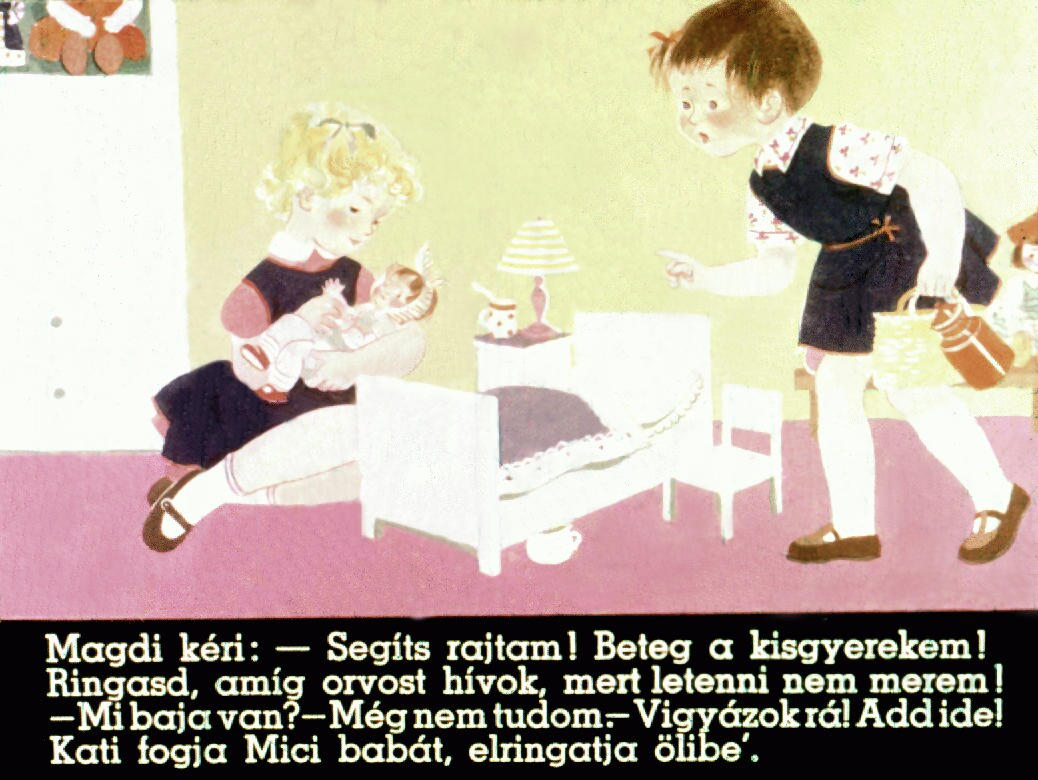 Magdi kéri: — Segíts rajtam! Beteg a kisgyerekem!
Ringasd, amíg orvost hívok, mert letenni nem merem!
—Mi baja van?—Még nem tudom.—Vigyázok rá! Add ide!
Kati fogja Mici babát, elringatja ölibe'.